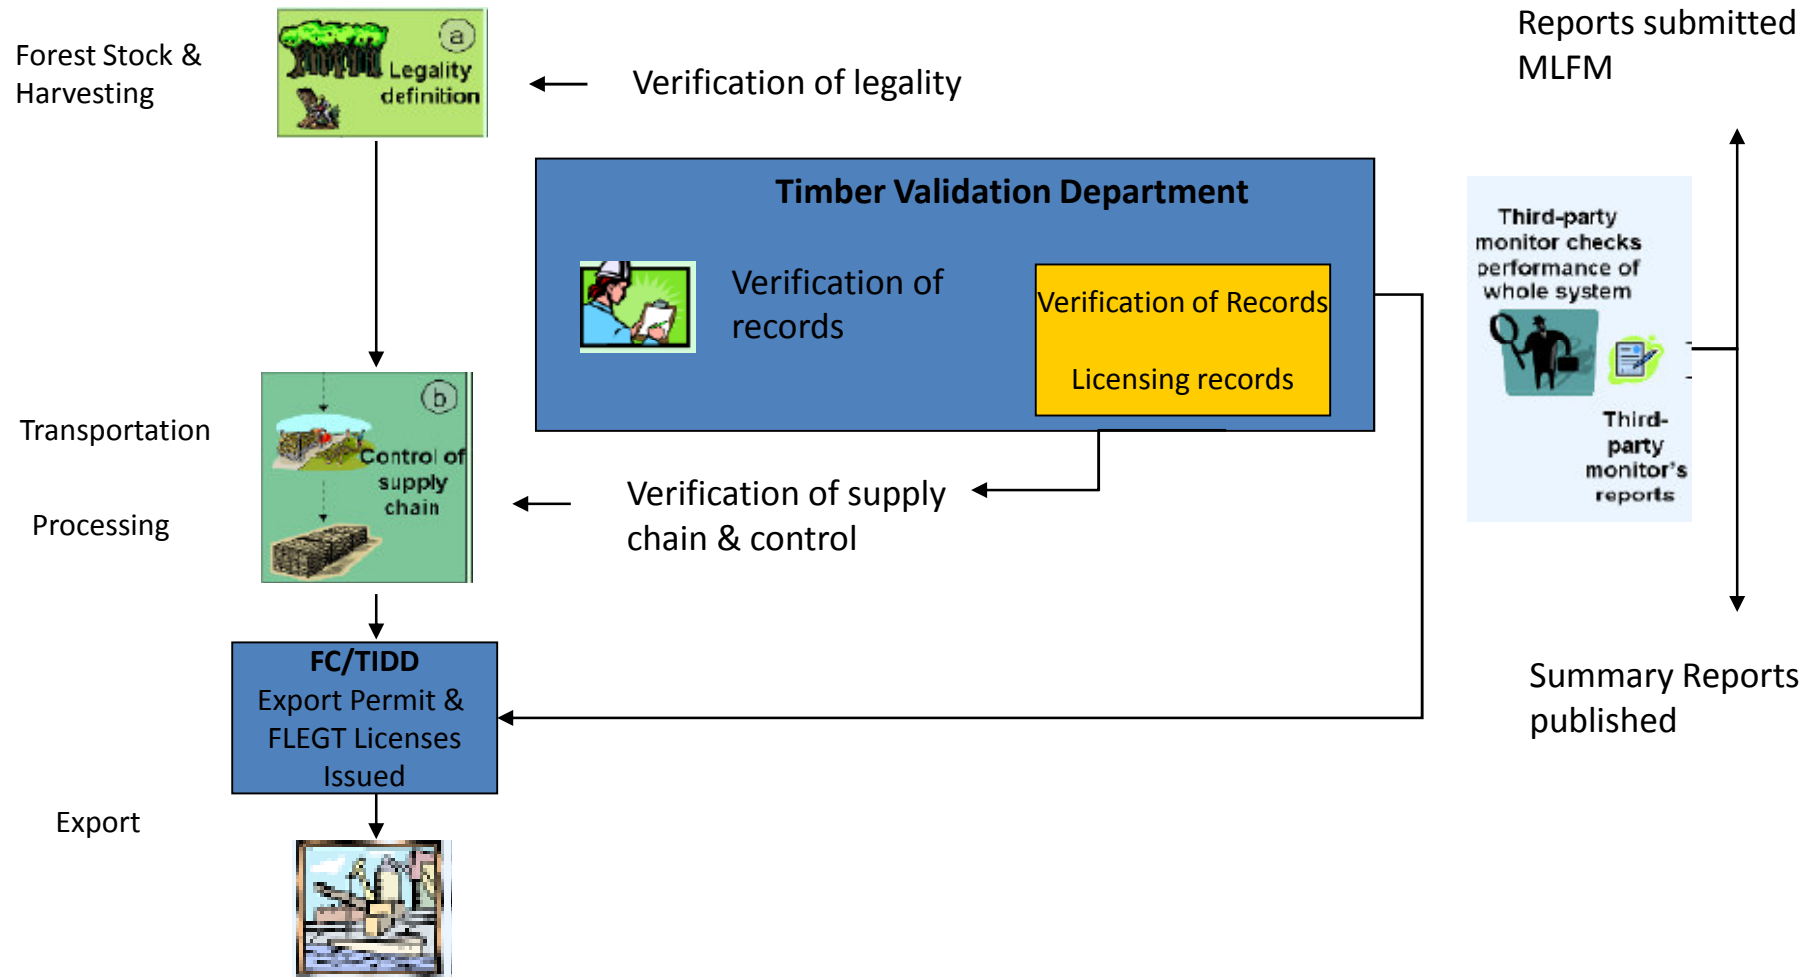 Forest Stock &
Harvesting
a
Legality
definition
Verification of legality
Reports submitted
MLFM
Timber Validation Department
Verification of
records
Verification of Records
Licensing records
Third-party
monitor checks
performance of
whole system
Third-
party
monitor's
reports
Transportation
Processing
b
Control of
supply
chain
Verification of supply
chain & control
FC/TIDD
Export Permit &
FLEGT Licenses
Issued
Summary Reports
published
Export